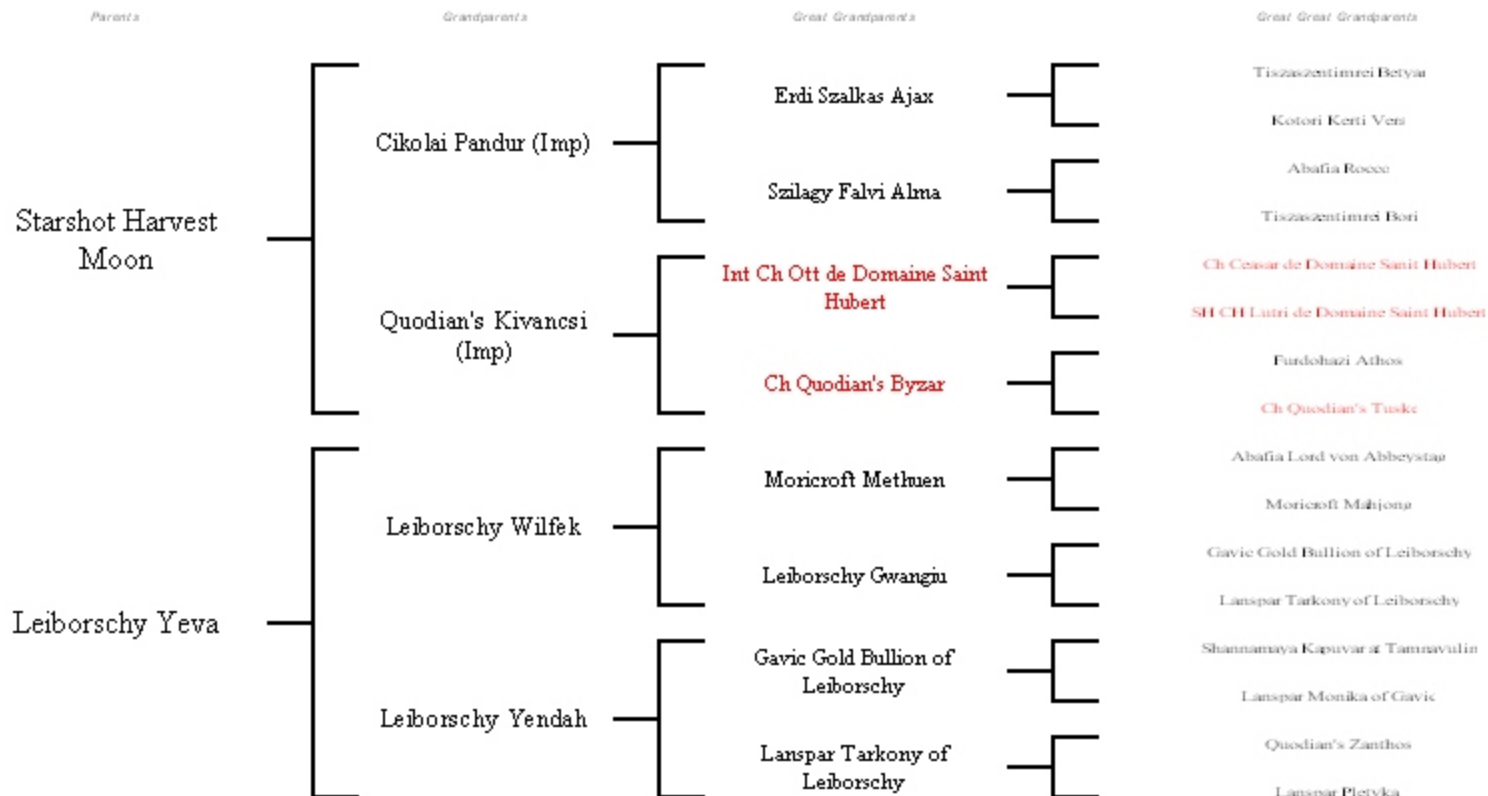 Parents
Grandparents
Great Grandparents
Great Great Grandparents
Starshot Harvest
Moon
Leiborschy Yeva
Cikolai Pandur (Imp)
Quodian's Kivancsi
(Imp)
Leiborschy Wilfek
Leiborschy Yendah
Erdi Szalkas Ajax
Szilagy Falvi Alma
Int Ch Ott de Domaine Saint
Hubert
Ch Quodian's Byzar
Moricroft Methuen
Leiborschy Gwangiu
Gavic Gold Bullion of
Leiborschy
Lanspar Tarkony of
Leiborschy
Tiszaszentimrei Betyar
Kotori Kerti Veni
Abafia Rocco
Tiszaszentimrei Bori
Ch Ceasar de Domaine Sanit Hubert
SH CH Lutri de Domaine Saint Hubert
Furdohazi Athos
Ch Quodian's Tuske
Abafia Lord von Abbeystag
Moricroft Mahjong
Gavic Gold Bullion of Leiborschy
Lanspar Tarkony of Leiborschy
Shannamaya Kapuvar at Tamnavulin
Lanspar Monika of Gavic
Quodian's Zanthos
Lanspar Pletyka